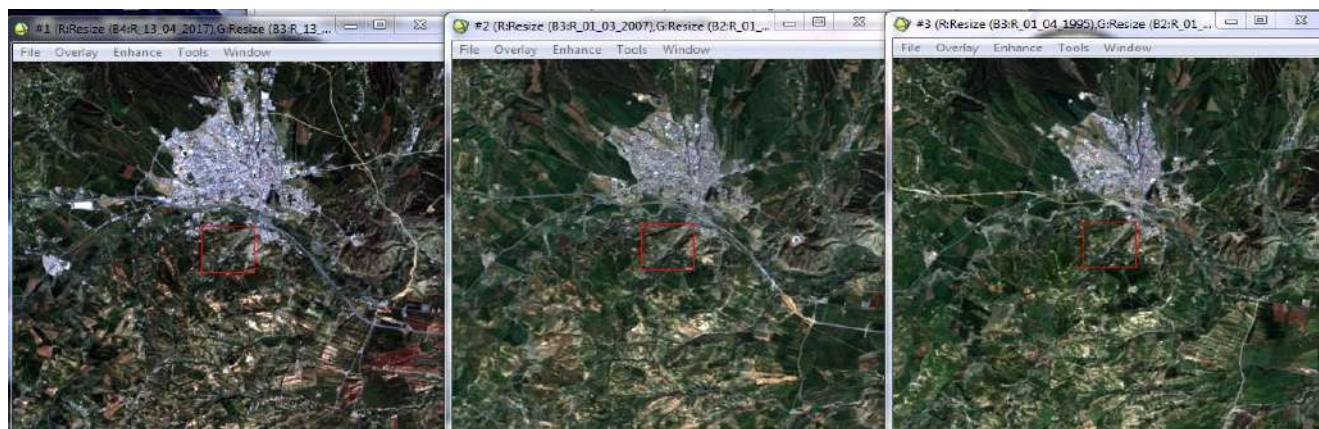 #1 (R:Resize (B4:R_13_04_2017),G:Resize (B3:R_13_...
File Overlay Enhance Tools Window
#2 (R:Resize (B3:R_01_03_2007),G:Resize (B2:R_01_...
File Overlay Enhance Tools Window
#3 (R:Resize (B3:R_01_04_1995),G:Resize (B2:R_01_...
File Overlay Enhance Tools Window